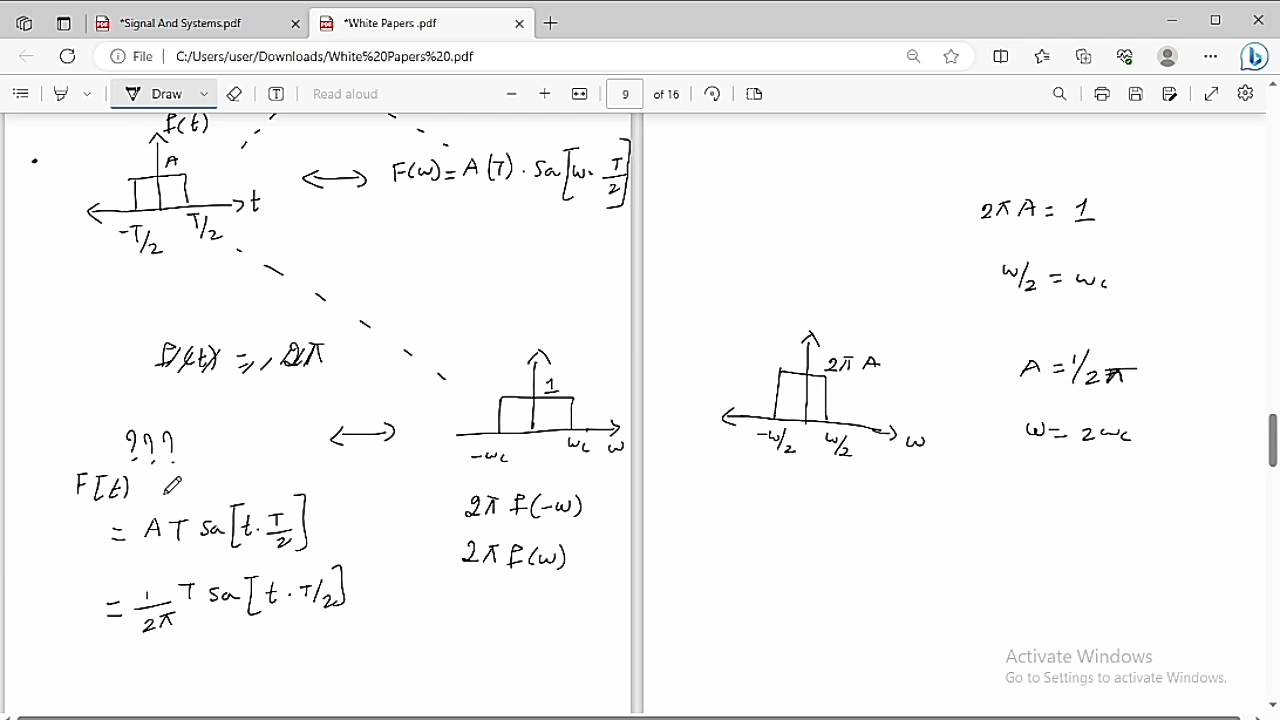 *Signal And Systems.pdf
*White Papers .pdf
File
C:/Users/user/Downloads/White%20Papers%20.pdf
Draw
Read aloud
9 of 16
f(t)
A
t
-T/2
T/2
F(ω) = A (T) · Sa[ω · T/2]
2π A = 1
ω/2 = ωc
A = 1/2π
ω = 2ωc
1
-ωc
ωc
ω
2π A
-ω/2
ω/2
ω
? ? ?
F[t)
= A T Sa[t · T/2]
= 1/2π T Sa[t · T/2]
2π f(-ω)
2π f(ω)
Activate Windows
Go to Settings to activate Windows.